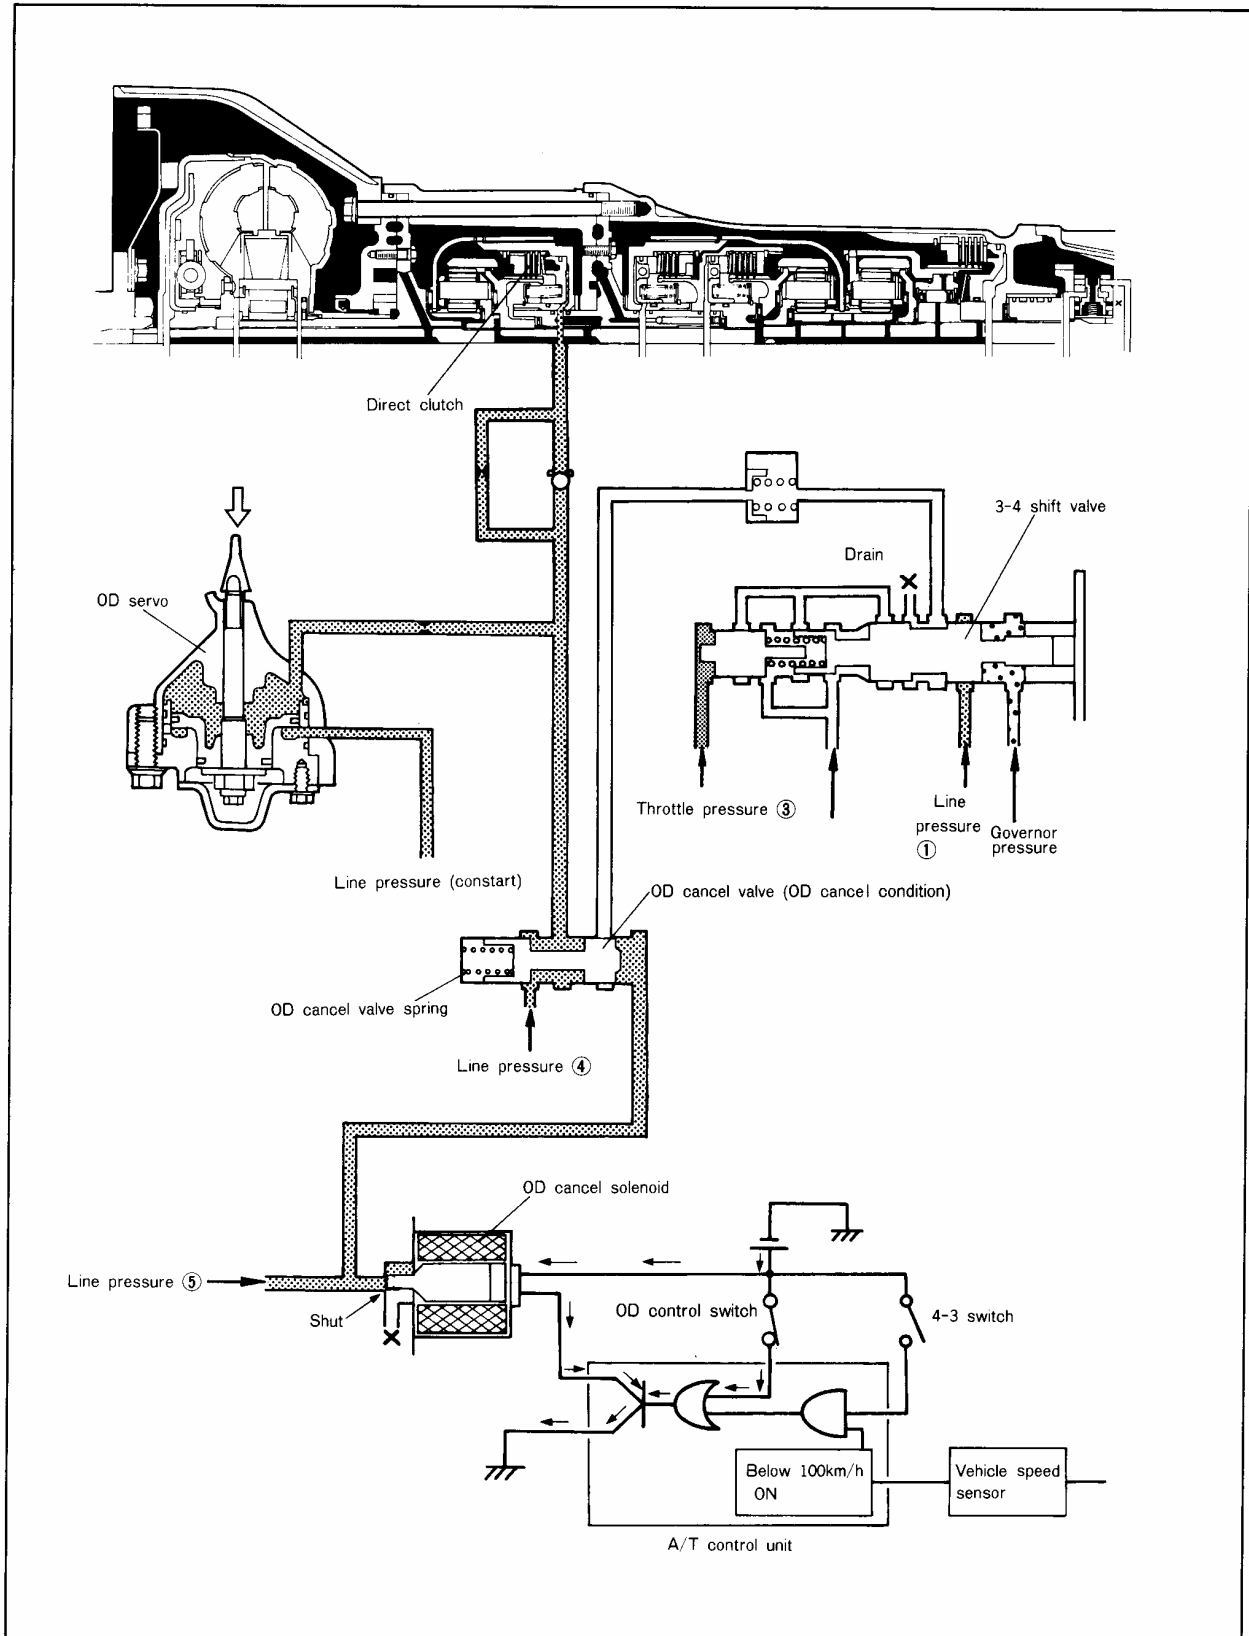 Direct clutch
3-4 shift valve
Drain
OD servo
Throttle pressure ③
Line
pressure
①
Governor
pressure
Line pressure (constart)
OD cancel valve (OD cancel condition)
OD cancel valve spring
Line pressure ④
OD cancel solenoid
Line pressure ⑤
Shut
OD control switch
4-3 switch
Below 100km/h
ON
Vehicle speed
sensor
A/T control unit